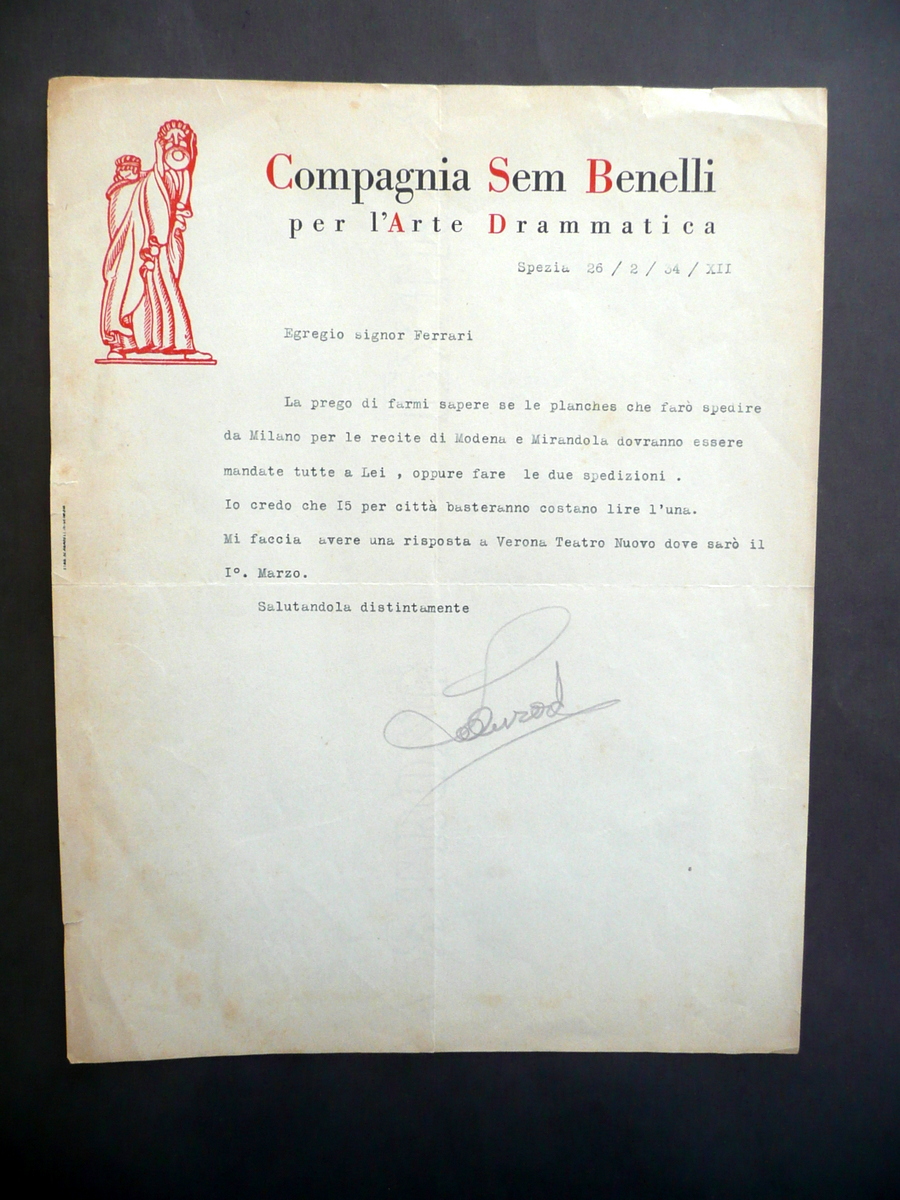 Compagnia Sem Benelli
per l'Arte Drammatica
Spezia 26 / 2 / 34 / XII
Egregio signor Ferrari
La prego di farmi sapere se le planches che farò spedire
da Milano per le recite di Modena e Mirandola dovranno essere
mandate tutte a Lei , oppure fare le due spedizioni .
Io credo che I5 per città basteranno costano lire l'una.
Mi faccia avere una risposta a Verona Teatro Nuovo dove sarò il
I°. Marzo.
Salutandola distintamente